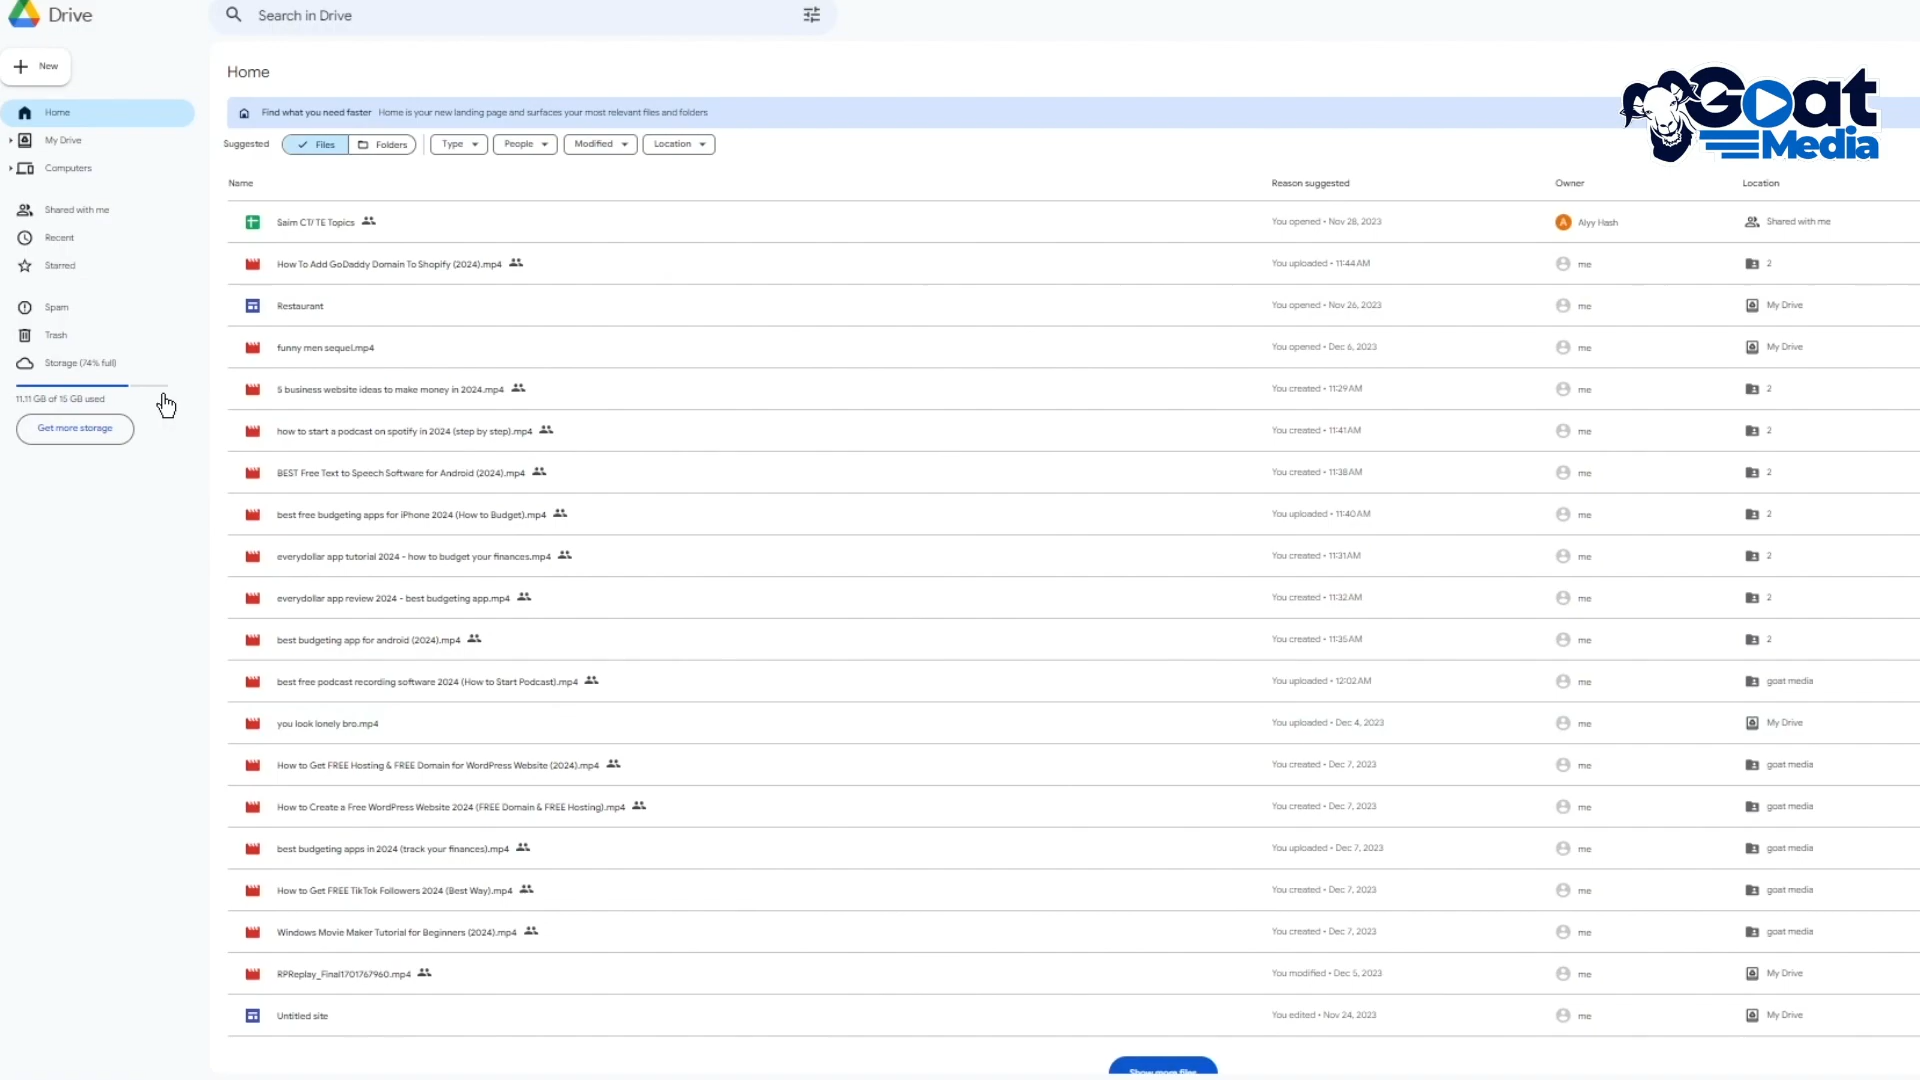 Drive
Search in Drive
New
Home
My Drive
Computers
Shared with me
Recent
Starred
Spam
Trash
Storage (74% full)
11.11 GB of 15 GB used
Get more storage
Home
Goat
Media
Find what you need faster Home is your new landing page and surfaces your most relevant files and folders
Suggested Files Folders Type People Modified Location
Name Reason suggested Owner Location
Saim CT/ TE Topics You opened • Nov 28, 2023 A Alyy Hash Shared with me
How To Add GoDaddy Domain To Shopify (2024).mp4 You uploaded • 11:44 AM me 2
Restaurant You opened • Nov 26, 2023 me My Drive
funny men sequel.mp4 You opened • Dec 6, 2023 me My Drive
5 business website ideas to make money in 2024.mp4 You created • 11:29 AM me 2
how to start a podcast on spotify in 2024 (step by step).mp4 You created • 11:41 AM me 2
BEST Free Text to Speech Software for Android (2024).mp4 You created • 11:38 AM me 2
best free budgeting apps for iPhone 2024 (How to Budget).mp4 You uploaded • 11:40 AM me 2
everydollar app tutorial 2024 - how to budget your finances.mp4 You created • 11:31 AM me 2
everydollar app review 2024 - best budgeting app.mp4 You created • 11:32 AM me 2
best budgeting app for android (2024).mp4 You created • 11:35 AM me 2
best free podcast recording software 2024 (How to Start Podcast).mp4 You uploaded • 12:02 AM me goat media
you look lonely bro.mp4 You uploaded • Dec 4, 2023 me My Drive
How to Get FREE Hosting & FREE Domain for WordPress Website (2024).mp4 You created • Dec 7, 2023 me goat media
How to Create a Free WordPress Website 2024 (FREE Domain & FREE Hosting).mp4 You created • Dec 7, 2023 me goat media
best budgeting apps in 2024 (track your finances).mp4 You uploaded • Dec 7, 2023 me goat media
How to Get FREE TikTok Followers 2024 (Best Way).mp4 You created • Dec 7, 2023 me goat media
Windows Movie Maker Tutorial for Beginners (2024).mp4 You created • Dec 7, 2023 me goat media
RPReplay_Final1701767960.mp4 You modified • Dec 5, 2023 me My Drive
Untitled site You edited • Nov 24, 2023 me My Drive
Show more files